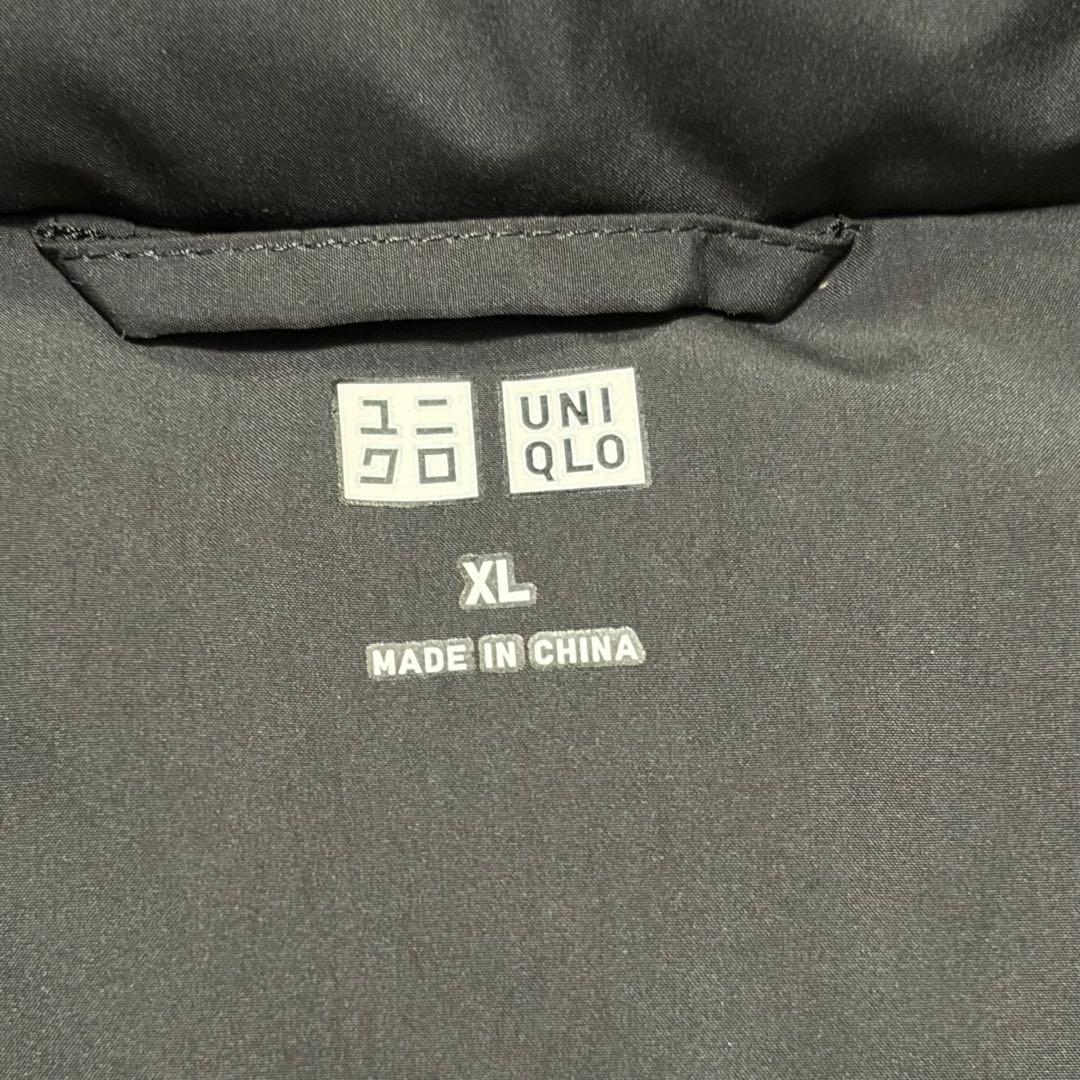 ユニ
クロ
UNI
QLO
XL
MADE IN CHINA